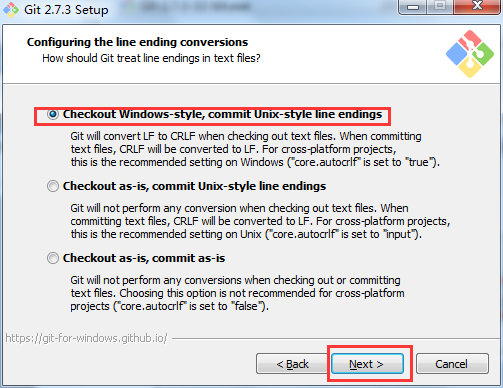 Git 2.7.3 Setup
Configuring the line ending conversions
How should Git treat line endings in text files?
Checkout Windows-style, commit Unix-style line endings
Git will convert LF to CRLF when checking out text files. When committing
text files, CRLF will be converted to LF. For cross-platform projects,
this is the recommended setting on Windows ("core.autocrlf" is set to "true").
Checkout as-is, commit Unix-style line endings
Git will not perform any conversion when checking out text files. When
committing text files, CRLF will be converted to LF. For cross-platform projects,
this is the recommended setting on Unix ("core.autocrlf" is set to "input").
Checkout as-is, commit as-is
Git will not perform any conversions when checking out or committing
text files. Choosing this option is not recommended for cross-platform
projects ("core.autocrlf" is set to "false").
https://git-for-windows.github.io/
< Back
Next >
Cancel